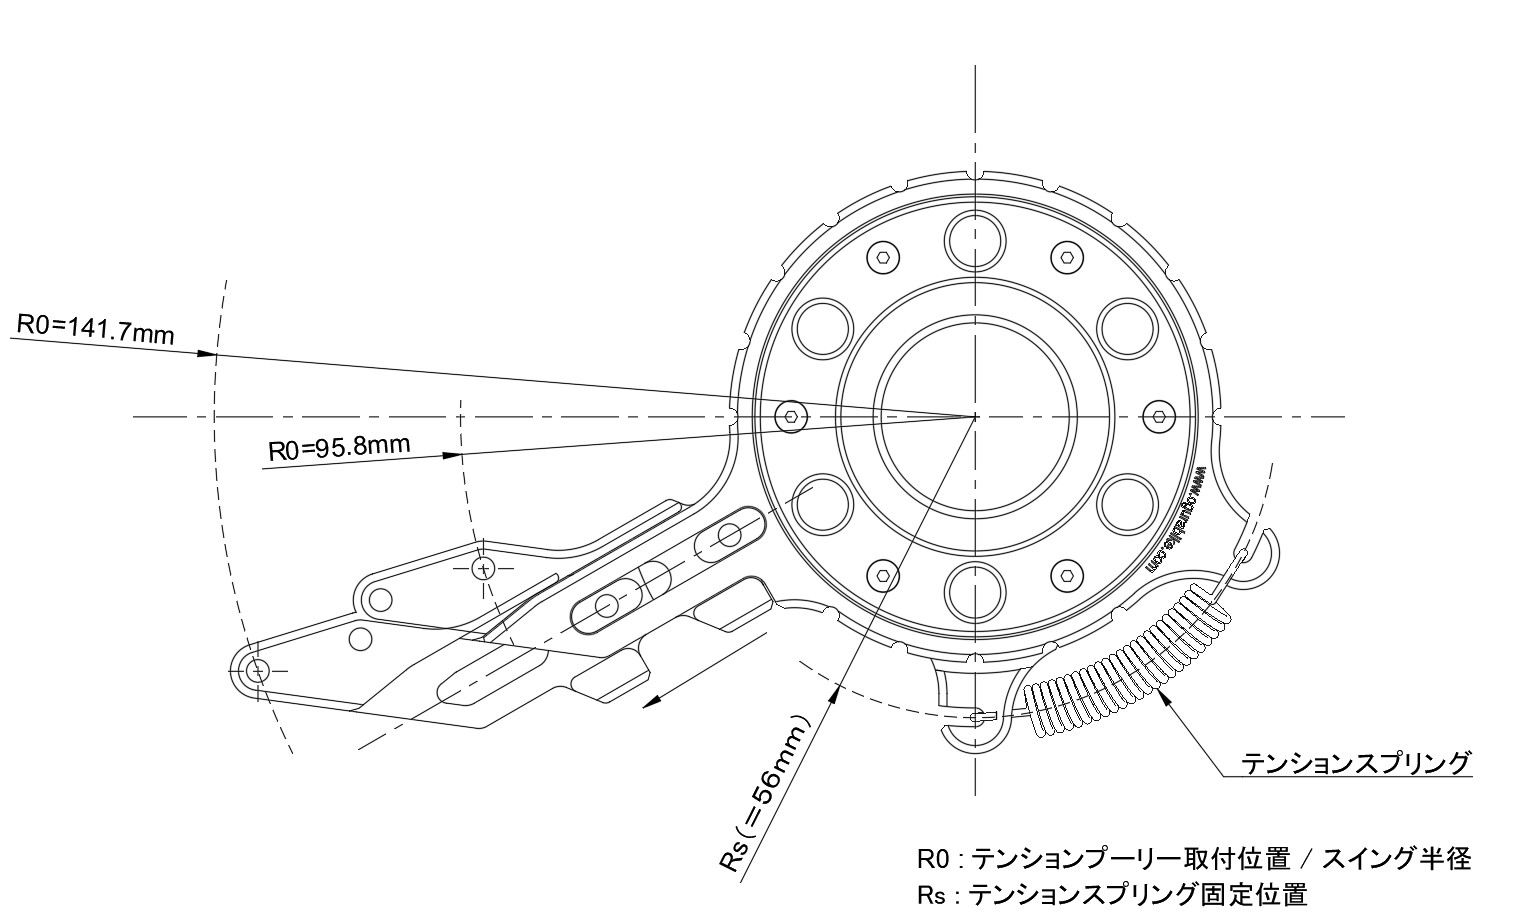 R0=141.7mm
R0=95.8mm
www.ogurabike.com
Rs(=56mm)
テンションスプリング
R0 : テンションプーリー取付位置 / スイング半径
Rs : テンションスプリング固定位置